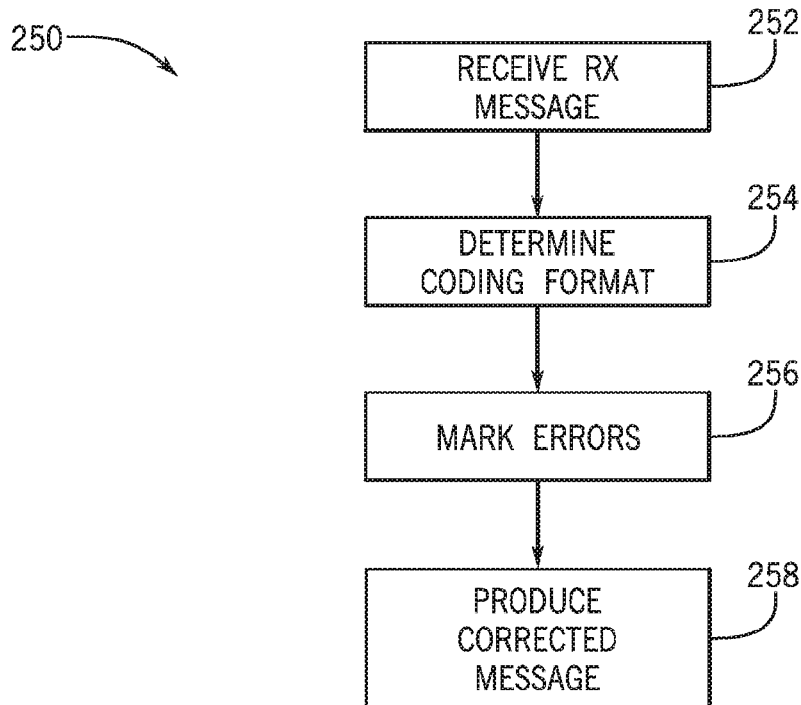 250
252
RECEIVE RX
MESSAGE
254
DETERMINE
CODING FORMAT
256
MARK ERRORS
258
PRODUCE
CORRECTED
MESSAGE